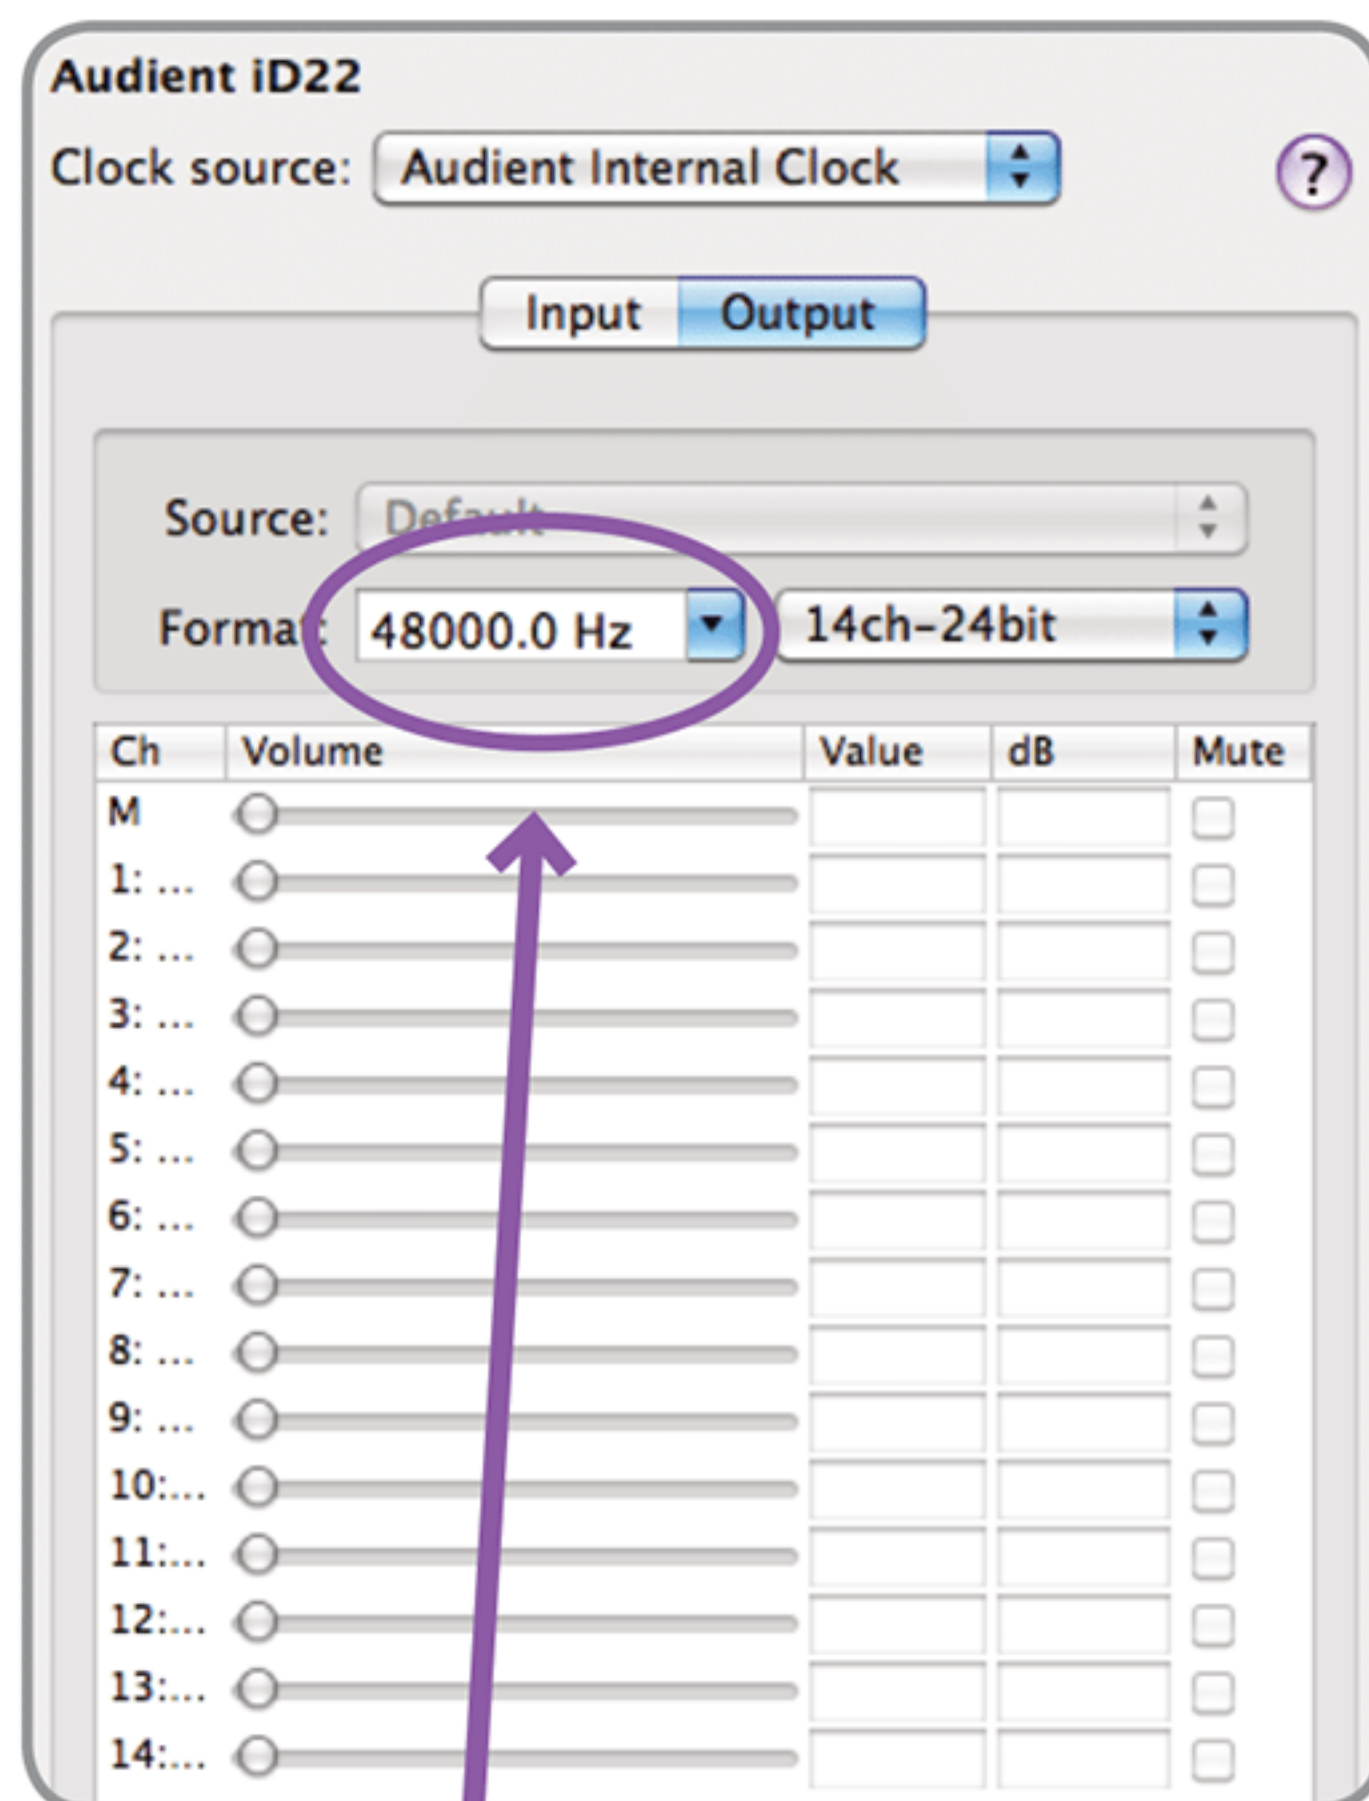 Audient iD22
Clock source: Audient Internal Clock ?
Input Output
Source: Default
Format: 48000.0 Hz 14ch-24bit
Ch Volume Value dB Mute
M
1: ...
2: ...
3: ...
4: ...
5: ...
6: ...
7: ...
8: ...
9: ...
10:...
11:...
12:...
13:...
14:...